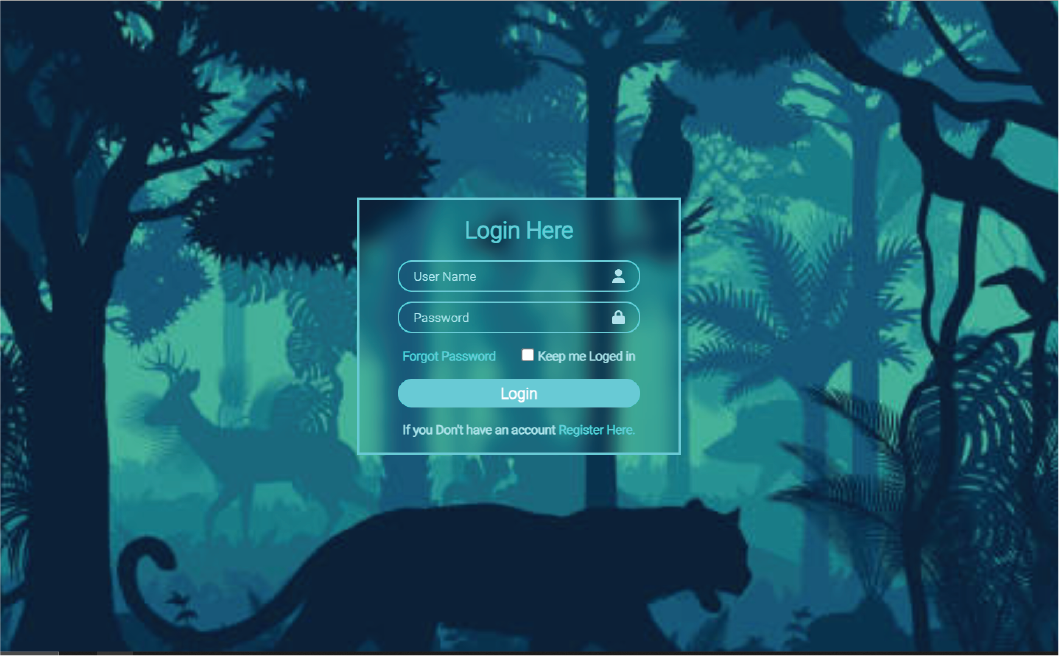 Login Here
User Name
Password
Forgot Password Keep me Loged in
Login
If you Don't have an account Register Here.